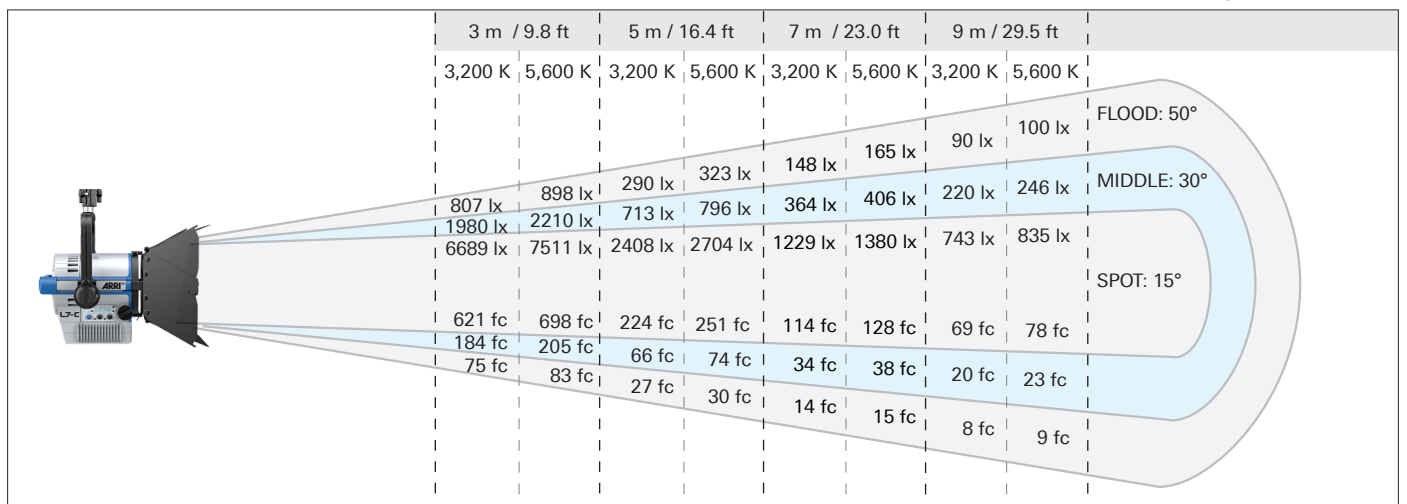 3 m / 9.8 ft 5 m / 16.4 ft 7 m / 23.0 ft 9 m / 29.5 ft
3,200 K 5,600 K 3,200 K 5,600 K 3,200 K 5,600 K 3,200 K 5,600 K
807 lx 898 lx 290 lx 323 lx 148 lx 165 lx 90 lx 100 lx FLOOD: 50°
1980 lx 2210 lx 713 lx 796 lx 364 lx 406 lx 220 lx 246 lx MIDDLE: 30°
6689 lx 7511 lx 2408 lx 2704 lx 1229 lx 1380 lx 743 lx 835 lx
SPOT: 15°
ARRI
L7-C
621 fc 698 fc 224 fc 251 fc 114 fc 128 fc 69 fc 78 fc
184 fc 205 fc 66 fc 74 fc 34 fc 38 fc 20 fc 23 fc
75 fc 83 fc 27 fc 30 fc 14 fc 15 fc 8 fc 9 fc